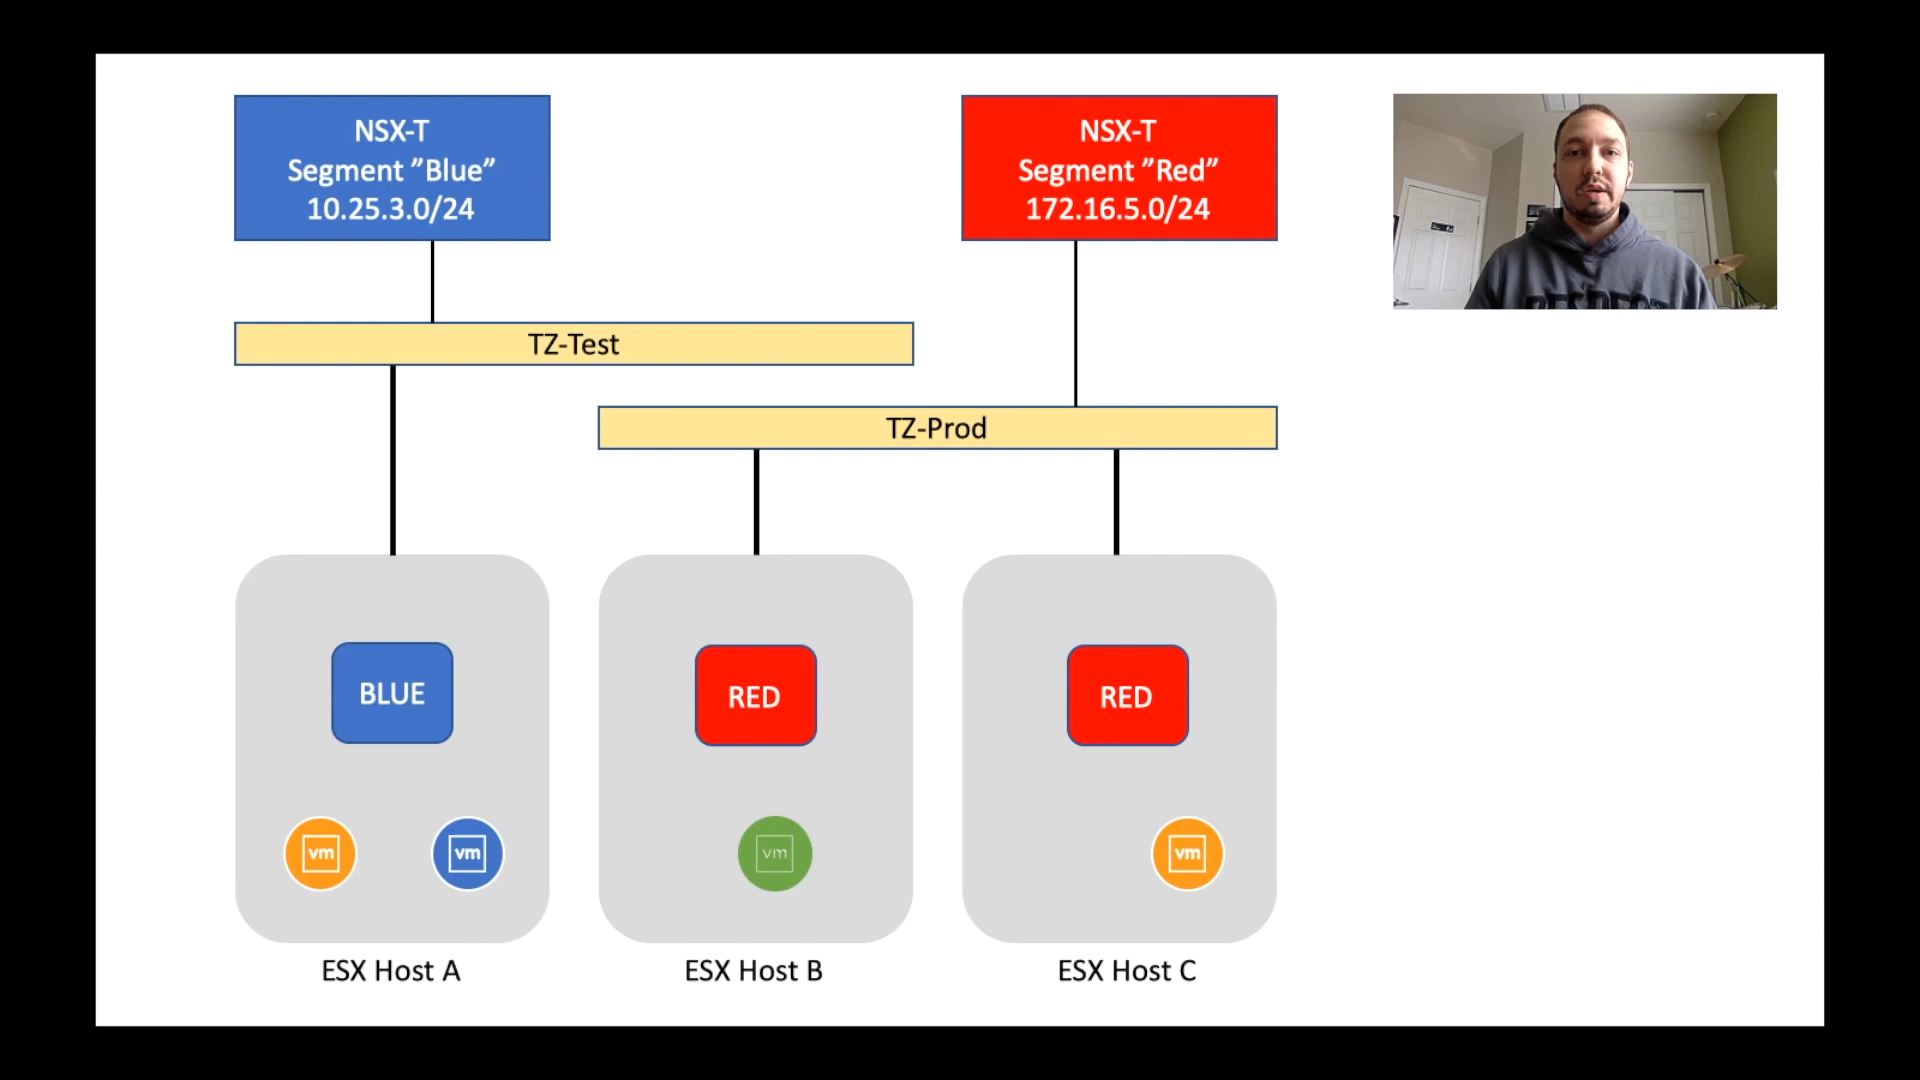 NSX-T
Segment ”Blue”
10.25.3.0/24
NSX-T
Segment ”Red”
172.16.5.0/24
TZ-Test
TZ-Prod
BLUE
RED
RED
vm
vm
vm
vm
ESX Host A
ESX Host B
ESX Host C